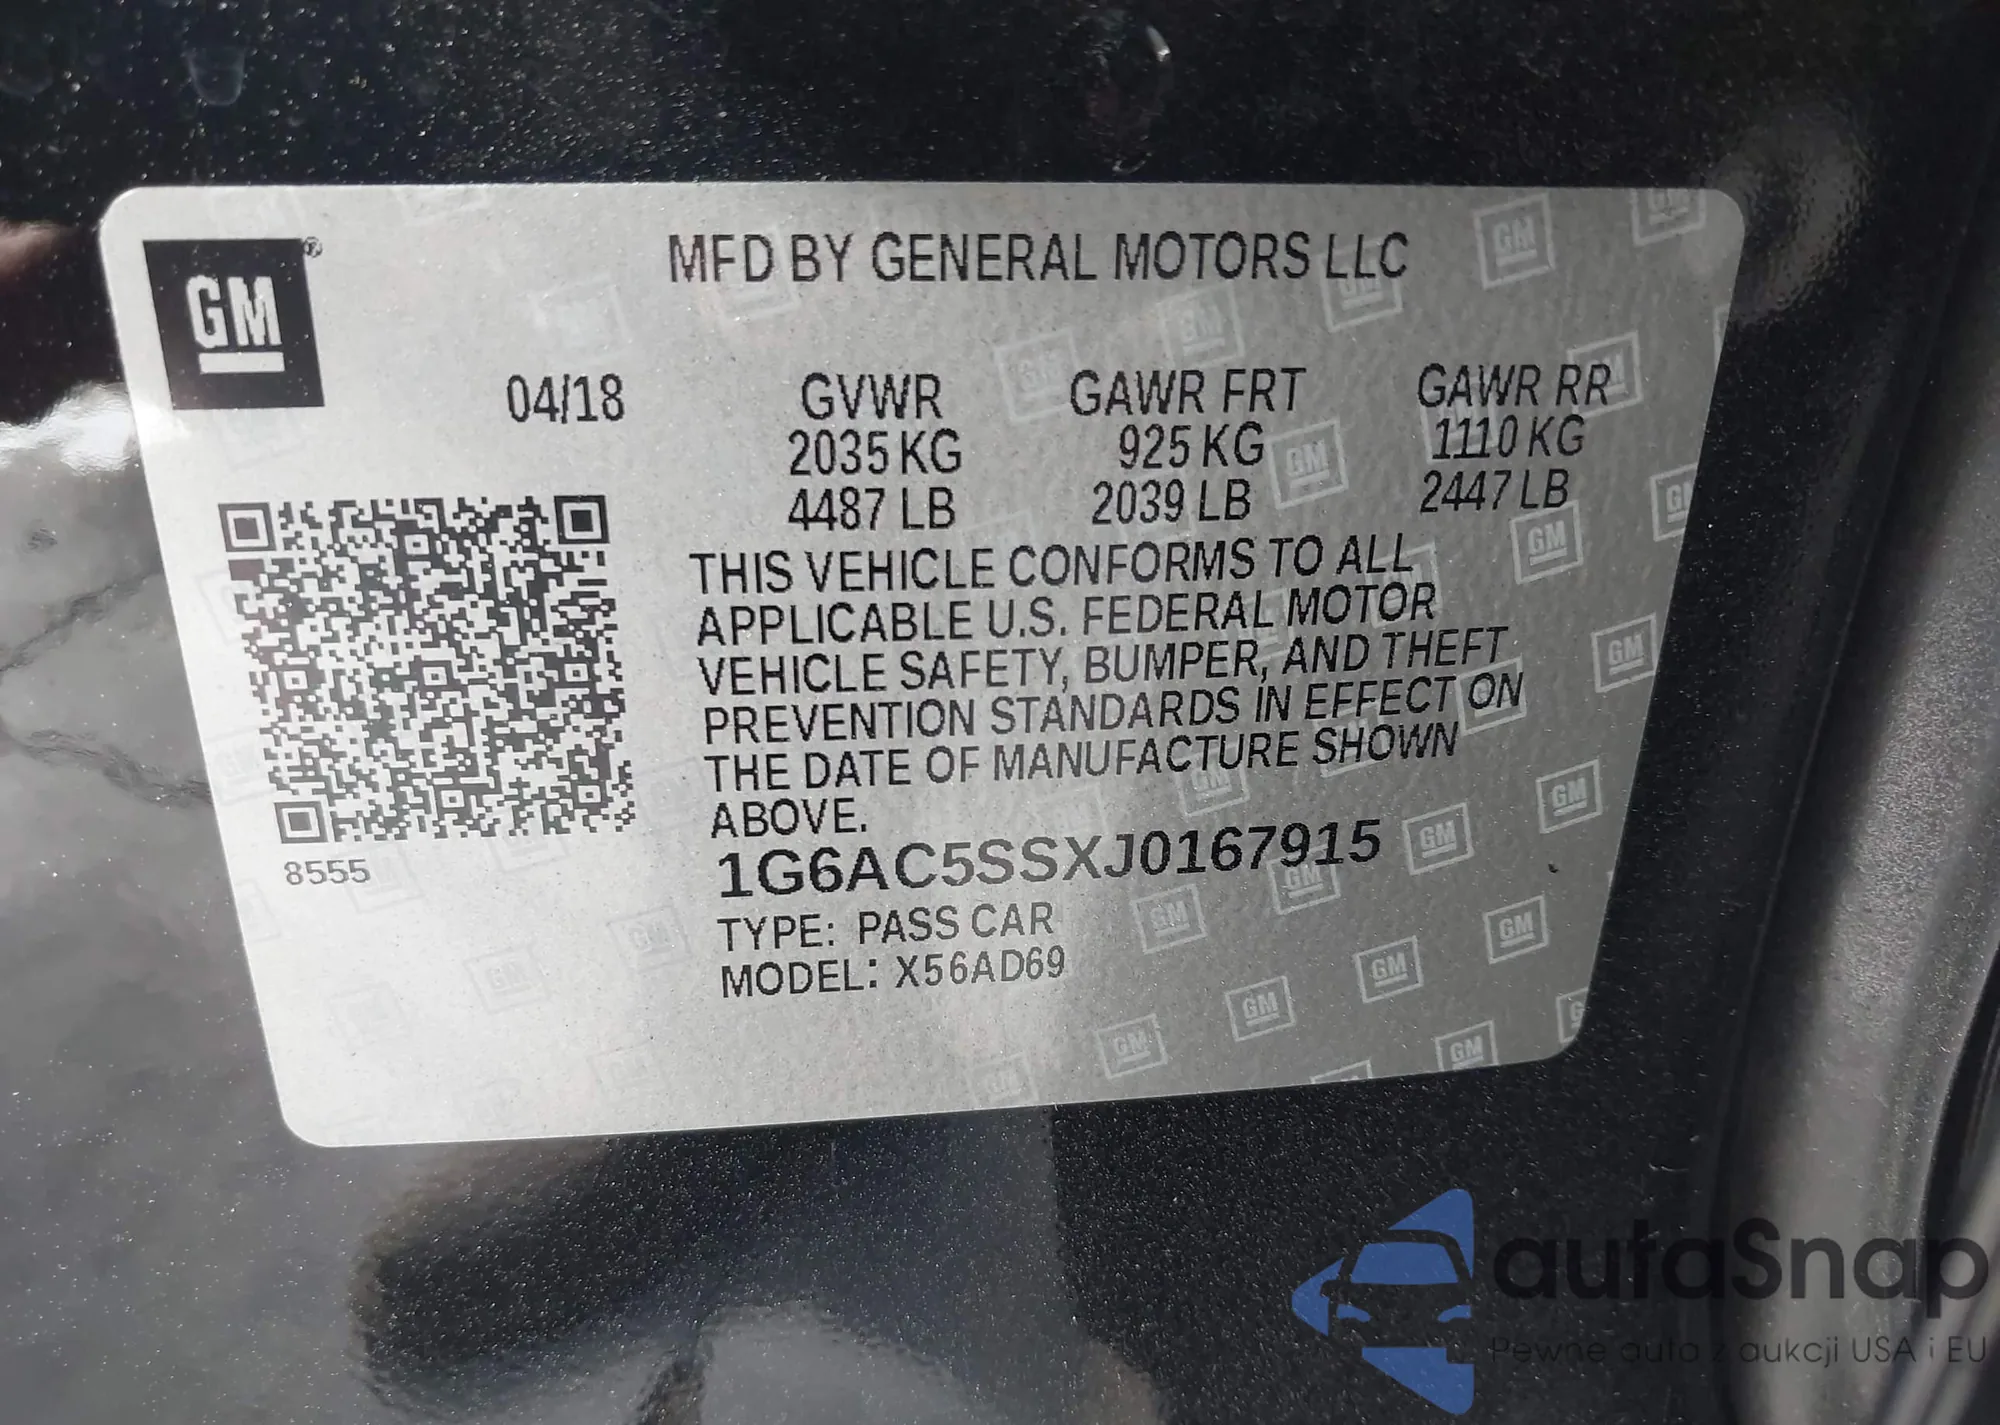 GM ®
MFD BY GENERAL MOTORS LLC
04/18 GVWR GAWR FRT GAWR RR
2035 KG 925 KG 1110 KG
4487 LB 2039 LB 2447 LB
THIS VEHICLE CONFORMS TO ALL
APPLICABLE U.S. FEDERAL MOTOR
VEHICLE SAFETY, BUMPER, AND THEFT
PREVENTION STANDARDS IN EFFECT ON
THE DATE OF MANUFACTURE SHOWN
ABOVE.
8555
1G6AC5SSXJ0167915
TYPE: PASS CAR
MODEL: X56AD69
autaSnap
Pewne auta z aukcji USA i EU